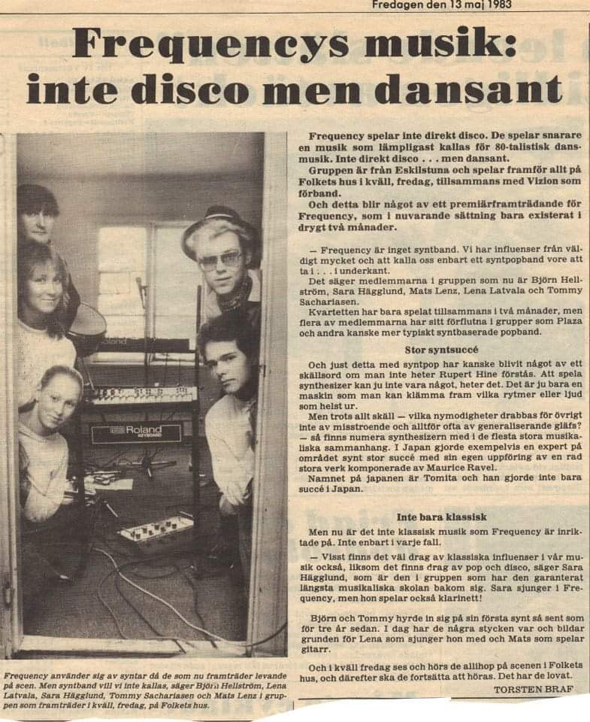 Fredagen den 13 maj 1983
Frequencys musik:
inte disco men dansant
Frequency spelar inte direkt disco. De spelar snarare
en musik som lämpligast kallas för 80-talistisk dans-
musik. Inte direkt disco . . . men dansant.
Gruppen är från Eskilstuna och spelar framför allt på
Folkets hus i kväll, fredag, tillsammans med Vizion som
förband.
Och detta blir något av ett premiärframträdande för
Frequency, som i nuvarande sättning bara existerat i
drygt två månader.
— Frequency är inget syntband. Vi har influenser från väl-
digt mycket och att kalla oss enbart ett syntpopband vore att
ta i . . . i underkant.
Det säger medlemmarna i gruppen som nu är Björn Hell-
ström, Sara Hägglund, Mats Lenz, Lena Latvala och Tommy
Sachariasen.
Kvartetten har bara spelat tillsammans i två månader, men
flera av medlemmarna har sitt förflutna i grupper som Plaza
och andra kanske mer typiskt syntbaserade popband.
Stor syntsuccé
Och just detta med syntpop har kanske blivit något av ett
skällsord om man inte heter Rupert Hine förstås. Att spela
synthesizer kan ju inte vara något, heter det. Det är ju bara en
maskin som man kan klämma fram vilka rytmer eller ljud
som helst ur.
Men trots allt skäll — vilka nymodigheter drabbas för övrigt
inte av misstroende och alltför ofta av generaliserande gläfs?
— så finns numera synthesizern med i de flesta stora musika-
liska sammanhang. I Japan gjorde exempelvis en expert på
området synt stor succé med sin egen uppföring av en rad
stora verk komponerade av Maurice Ravel.
Namnet på japanen är Tomita och han gjorde inte bara
succé i Japan.
Inte bara klassisk
Men nu är det inte klassisk musik som Frequency är inrik-
tade på. Inte enbart i varje fall.
— Visst finns det väl drag av klassiska influenser i vår mu-
sik också, liksom det finns drag av pop och disco, säger Sara
Hägglund, som är den i gruppen som har den garanterat
längsta musikaliska skolan bakom sig. Sara sjunger i Fre-
quency, men hon spelar också klarinett!
Björn och Tommy hyrde in sig på sin första synt så sent som
för tre år sedan. I dag har de några stycken var och bildar
grunden för Lena som sjunger hon med och Mats som spelar
gitarr.
Och i kväll fredag ses och hörs de allihop på scenen i Folkets
hus, och därefter ska de fortsätta att höras. Det har de lovat.
TORSTEN BRAF
Roland
Roland
KEYBOARD
Frequency använder sig av syntar då de som nu framträder levande
på scen. Men syntband vill vi inte kallas, säger Björn Hellström, Lena
Latvala, Sara Hägglund, Tommy Sachariasen och Mats Lenz i grup-
pen som framträder i kväll, fredag, på Folkets hus.